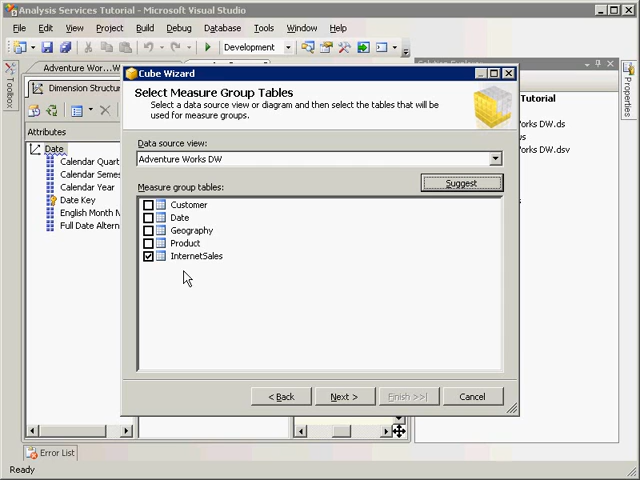 Analysis Services Tutorial - Microsoft Visual Studio
File Edit View Project Build Debug Database Tools Window Help
Development
Toolbox
Adventure Wor...W
Dimension Structur
Attributes
Date
Calendar Quart
Calendar Semes
Calendar Year
Date Key
English Month N
Full Date Altern
Cube Wizard
Select Measure Group Tables
Select a data source view or diagram and then select the tables that will be
used for measure groups.
Data source view:
Adventure Works DW
Suggest
Measure group tables:
Customer
Date
Geography
Product
InternetSales
< Back
Next >
Finish >>|
Cancel
Tutorial
Works DW.ds
Works DW.dsv
Properties
Error List
Ready